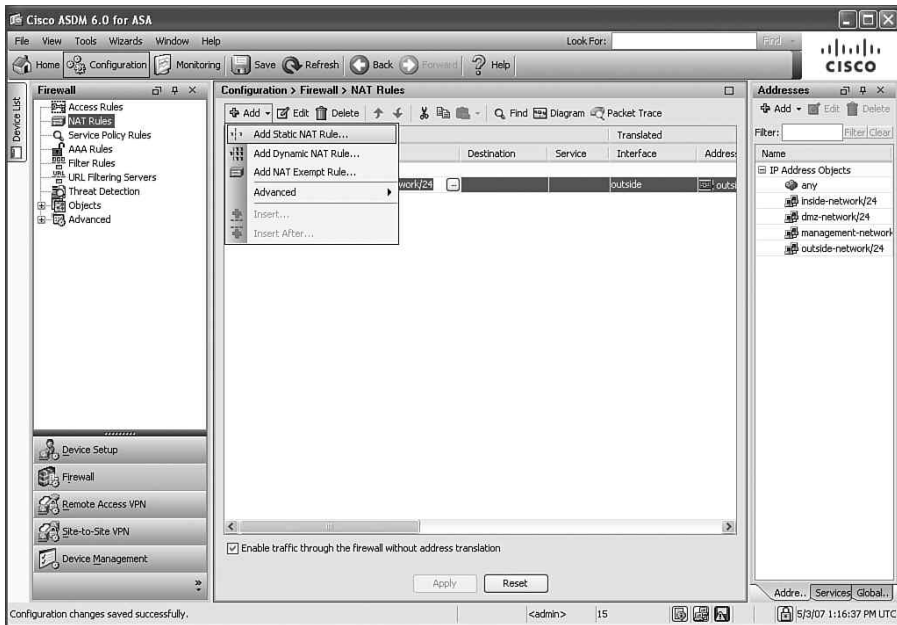 Cisco ASDM 6.0 for ASA
File View Tools Wizards Window Help
Look For:
Find
Home Configuration Monitoring Save Refresh Back Forward Help
CISCO
Device List
Firewall
Access Rules
NAT Rules
Service Policy Rules
AAA Rules
Filter Rules
URL Filtering Servers
Threat Detection
Objects
Advanced
Device Setup
Firewall
Remote Access VPN
Site-to-Site VPN
Device Management
Configuration > Firewall > NAT Rules
Add Edit Delete Find Diagram Packet Trace
Add Static NAT Rule...
Add Dynamic NAT Rule...
Add NAT Exempt Rule...
Advanced
Insert...
Insert After...
Translated
Destination Service Interface Address
work/24 outside outsi
Enable traffic through the firewall without address translation
Apply Reset
Addresses
Add Edit Delete
Filter: Filter Clear
Name
IP Address Objects
any
inside-network/24
dmz-network/24
management-network
outside-network/24
Addre.. Services Global..
Configuration changes saved successfully.
<admin> 15
5/3/07 1:16:37 PM UTC